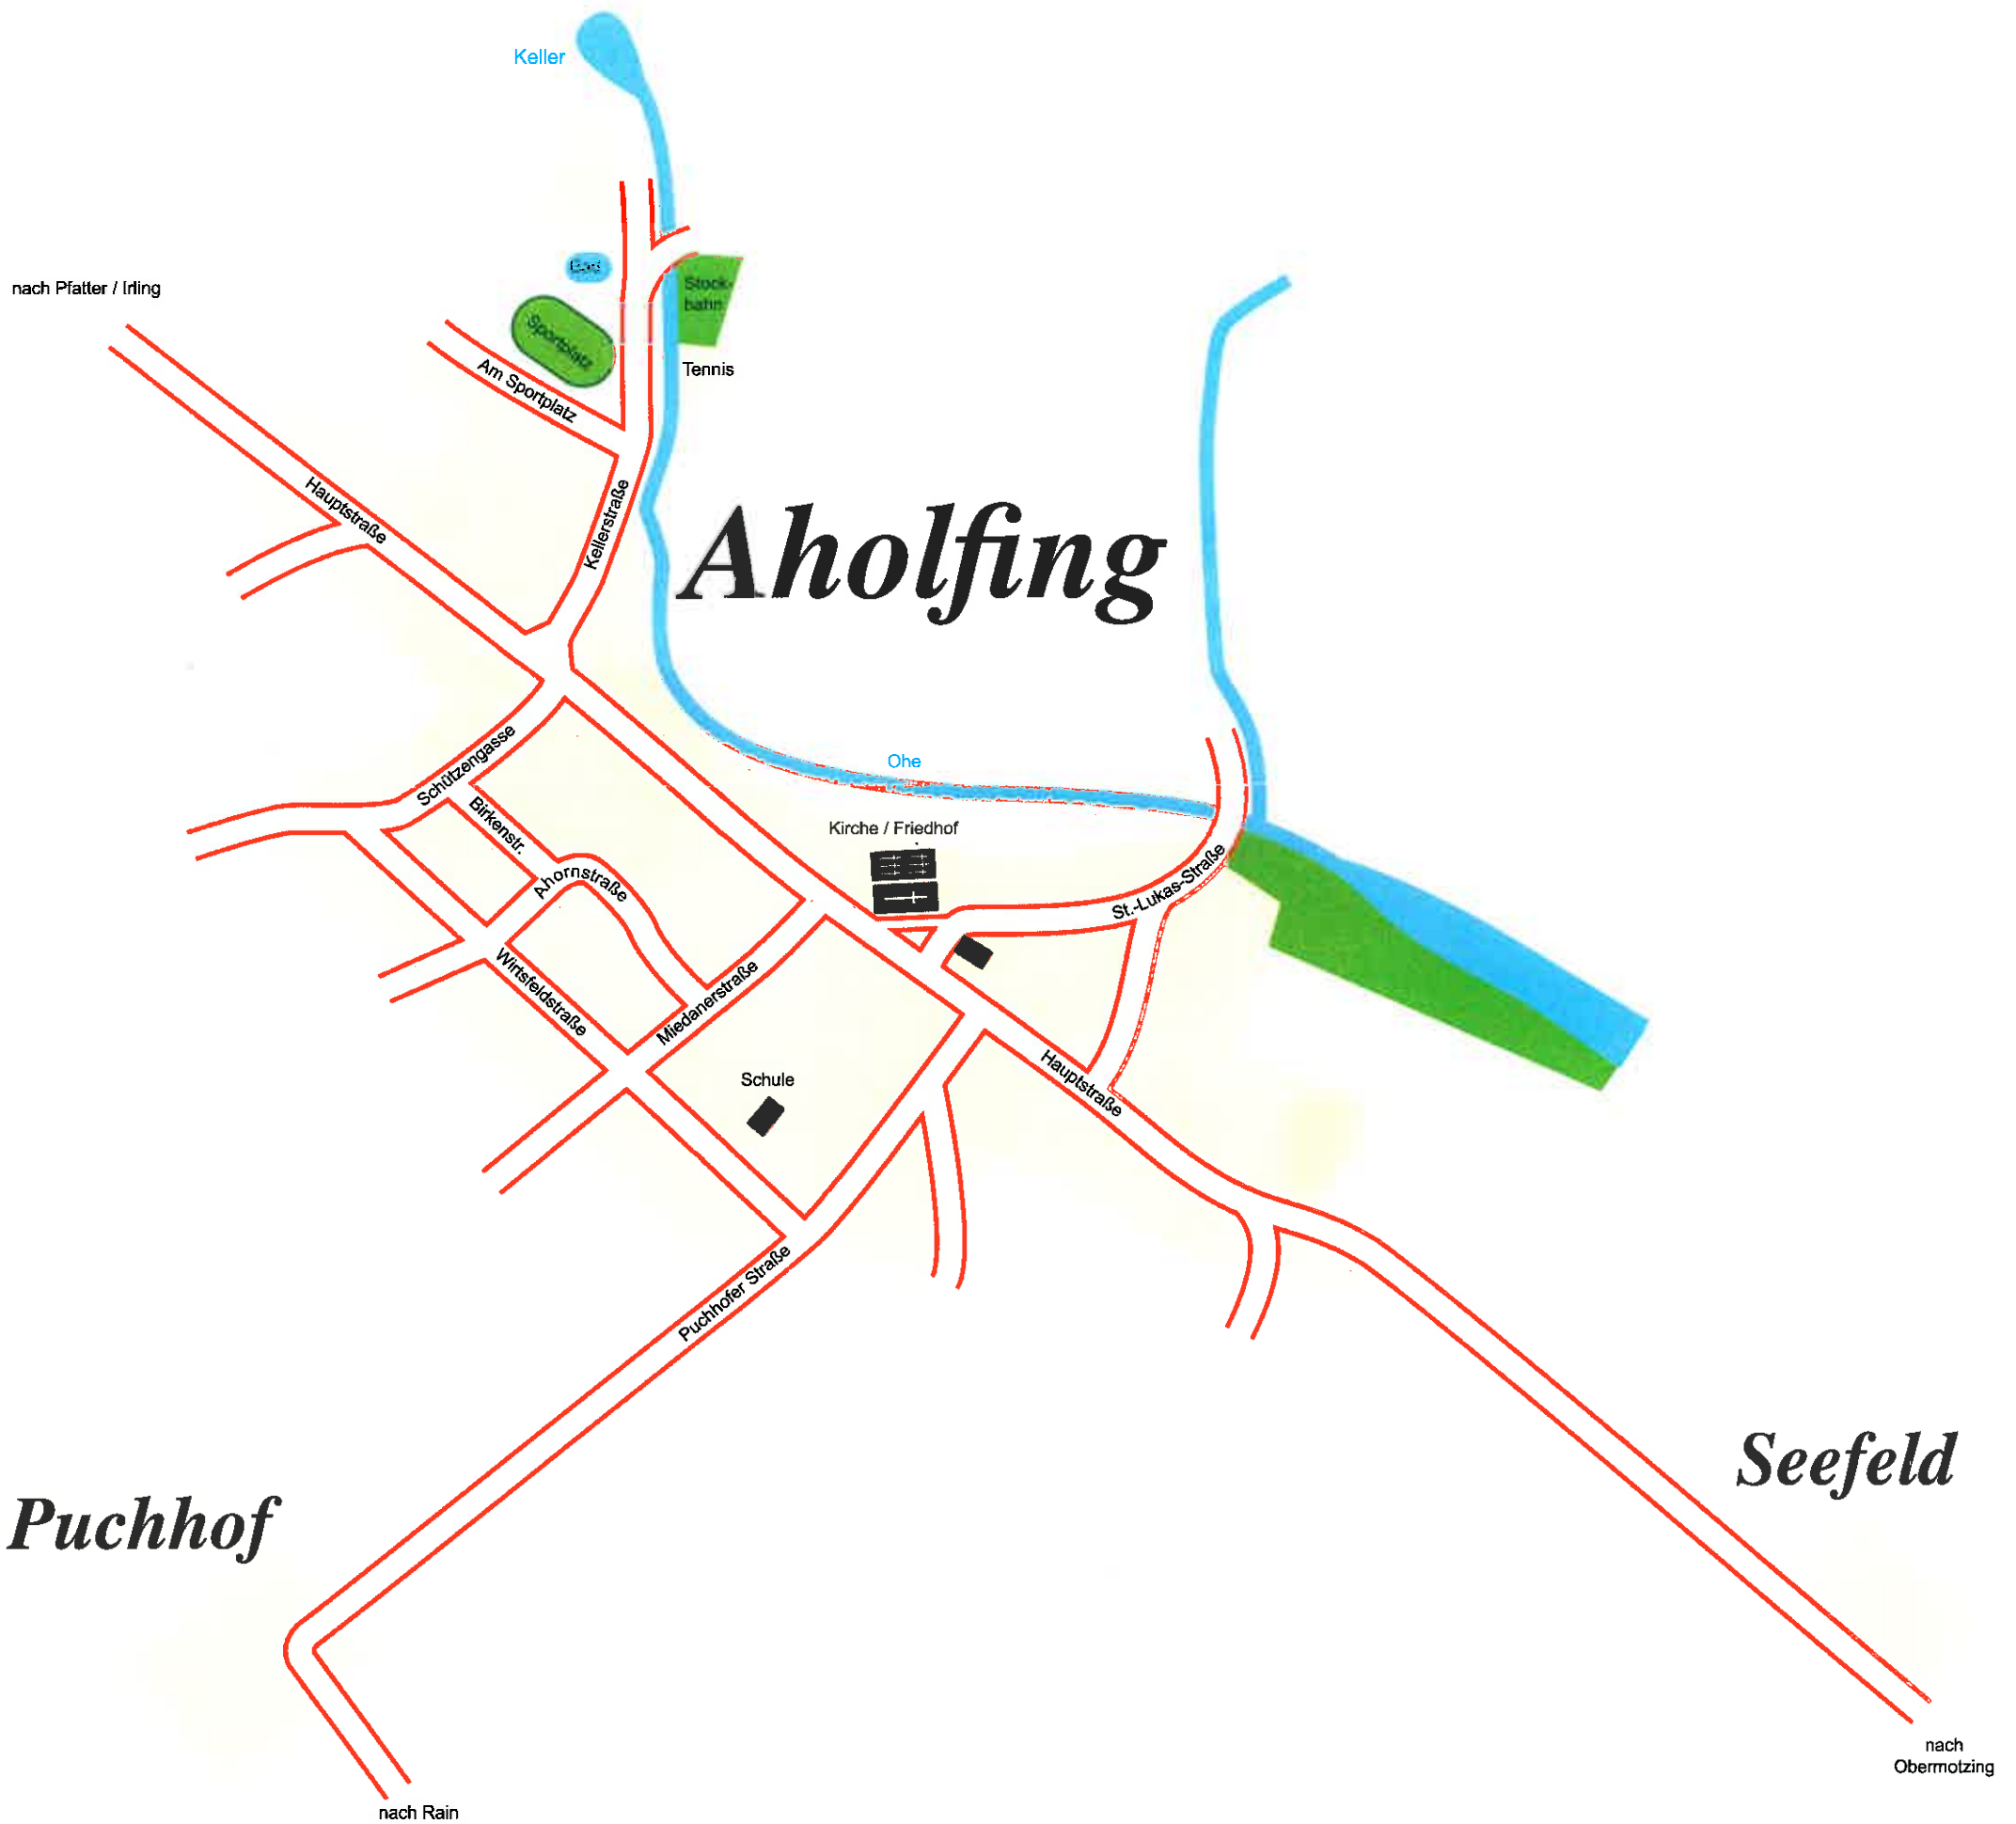 Keller
nach Pfatter / Irling
Bad
Stock-
bahn
Sportplatz
Tennis
Am Sportplatz
Hauptstraße
Kellerstraße
Aholfing
Schützengasse
Ohe
Birkenstr.
Kirche / Friedhof
Ahornstraße
St.-Lukas-Straße
Wirtsfeldstraße
Miedanerstraße
Schule
Hauptstraße
Puchhofer Straße
Seefeld
Puchhof
nach
Obermotzing
nach Rain